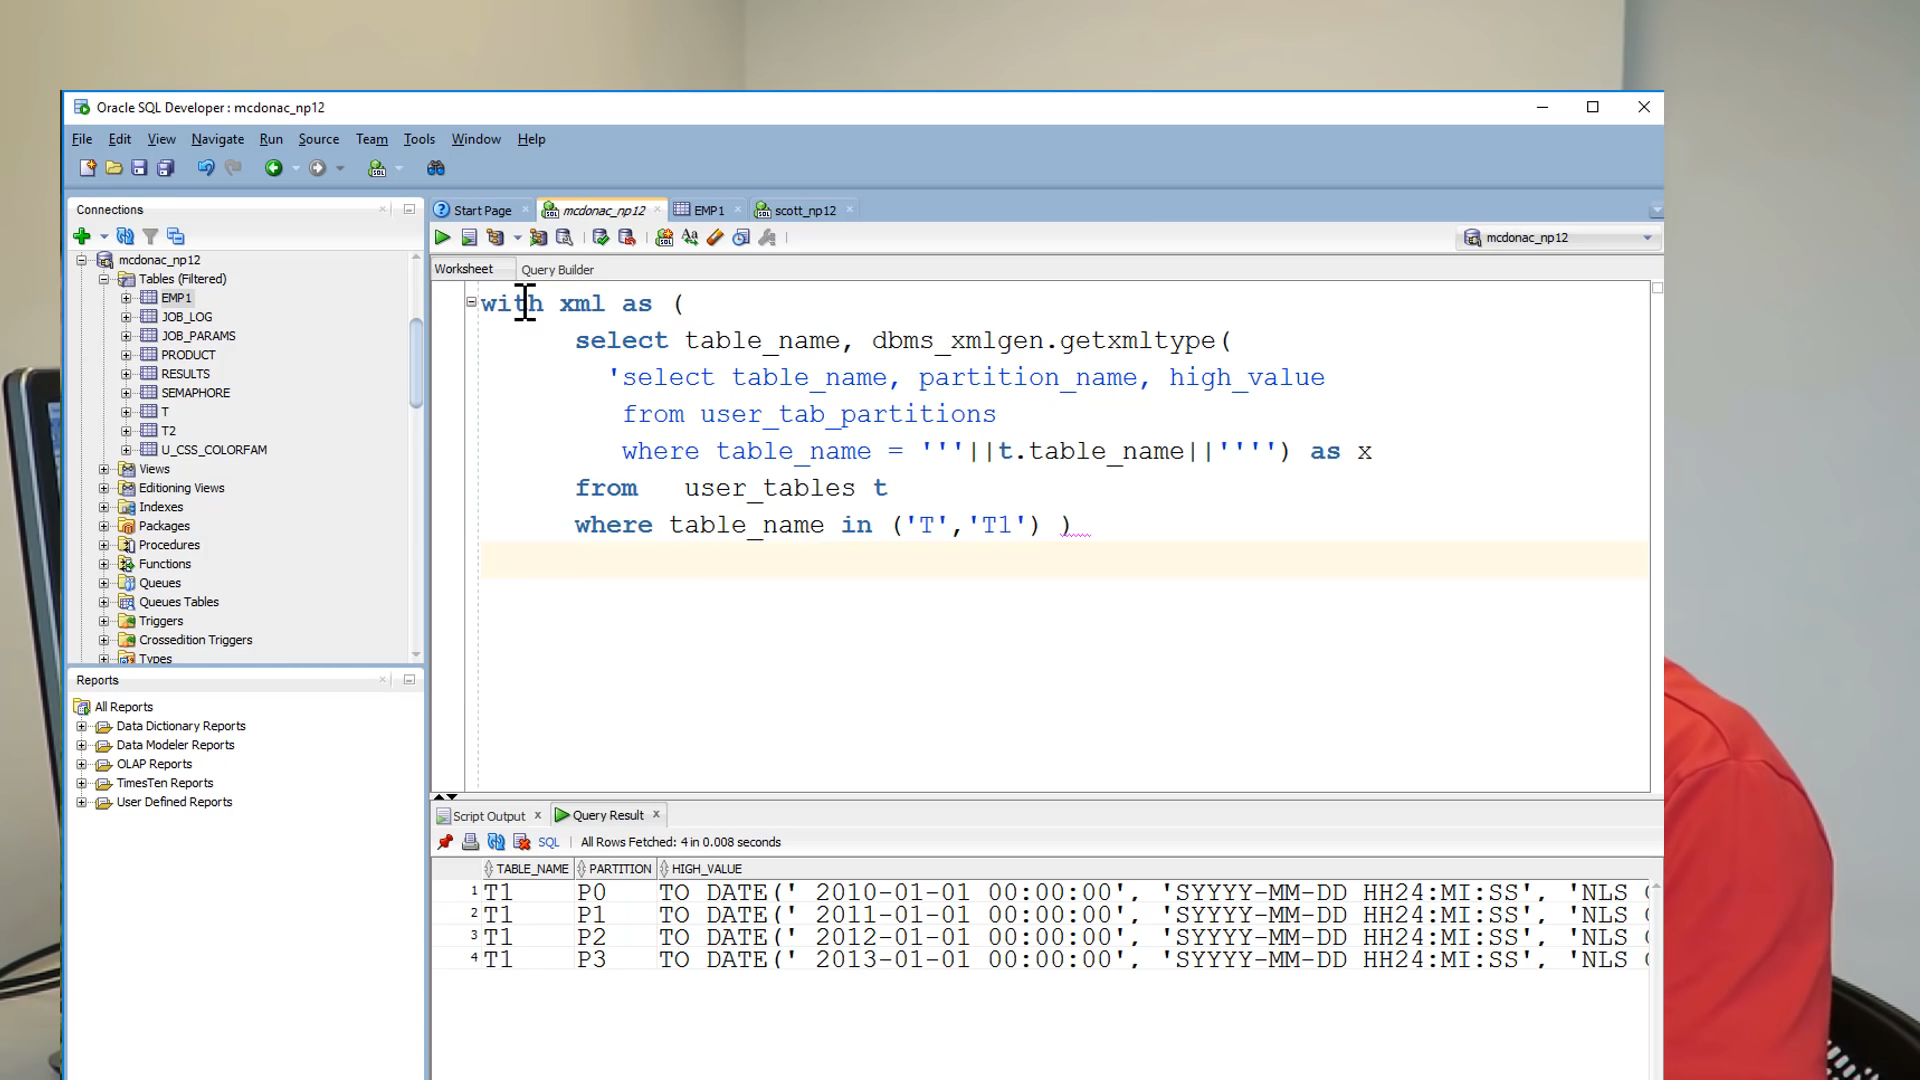 Oracle SQL Developer : mcdonac_np12
File Edit View Navigate Run Source Team Tools Window Help
Connections
Start Page mcdonac_np12 EMP1 scott_np12
mcdonac_np12
Worksheet Query Builder
mcdonac_np12
Tables (Filtered)
EMP1
JOB_LOG
JOB_PARAMS
PRODUCT
RESULTS
SEMAPHORE
T
T2
U_CSS_COLORFAM
Views
Editioning Views
Indexes
Packages
Procedures
Functions
Queues
Queues Tables
Triggers
Crossedition Triggers
Types
with xml as (
select table_name, dbms_xmlgen.getxmltype(
'select table_name, partition_name, high_value
from user_tab_partitions
where table_name = '''||t.table_name||'''') as x
from user_tables t
where table_name in ('T','T1') )
Reports
All Reports
Data Dictionary Reports
Data Modeler Reports
OLAP Reports
TimesTen Reports
User Defined Reports
Script Output Query Result
SQL All Rows Fetched: 4 in 0.008 seconds
TABLE_NAME PARTITION HIGH_VALUE
1 T1 P0 TO_DATE(' 2010-01-01 00:00:00', 'SYYYY-MM-DD HH24:MI:SS', 'NLS
2 T1 P1 TO_DATE(' 2011-01-01 00:00:00', 'SYYYY-MM-DD HH24:MI:SS', 'NLS
3 T1 P2 TO_DATE(' 2012-01-01 00:00:00', 'SYYYY-MM-DD HH24:MI:SS', 'NLS
4 T1 P3 TO_DATE(' 2013-01-01 00:00:00', 'SYYYY-MM-DD HH24:MI:SS', 'NLS